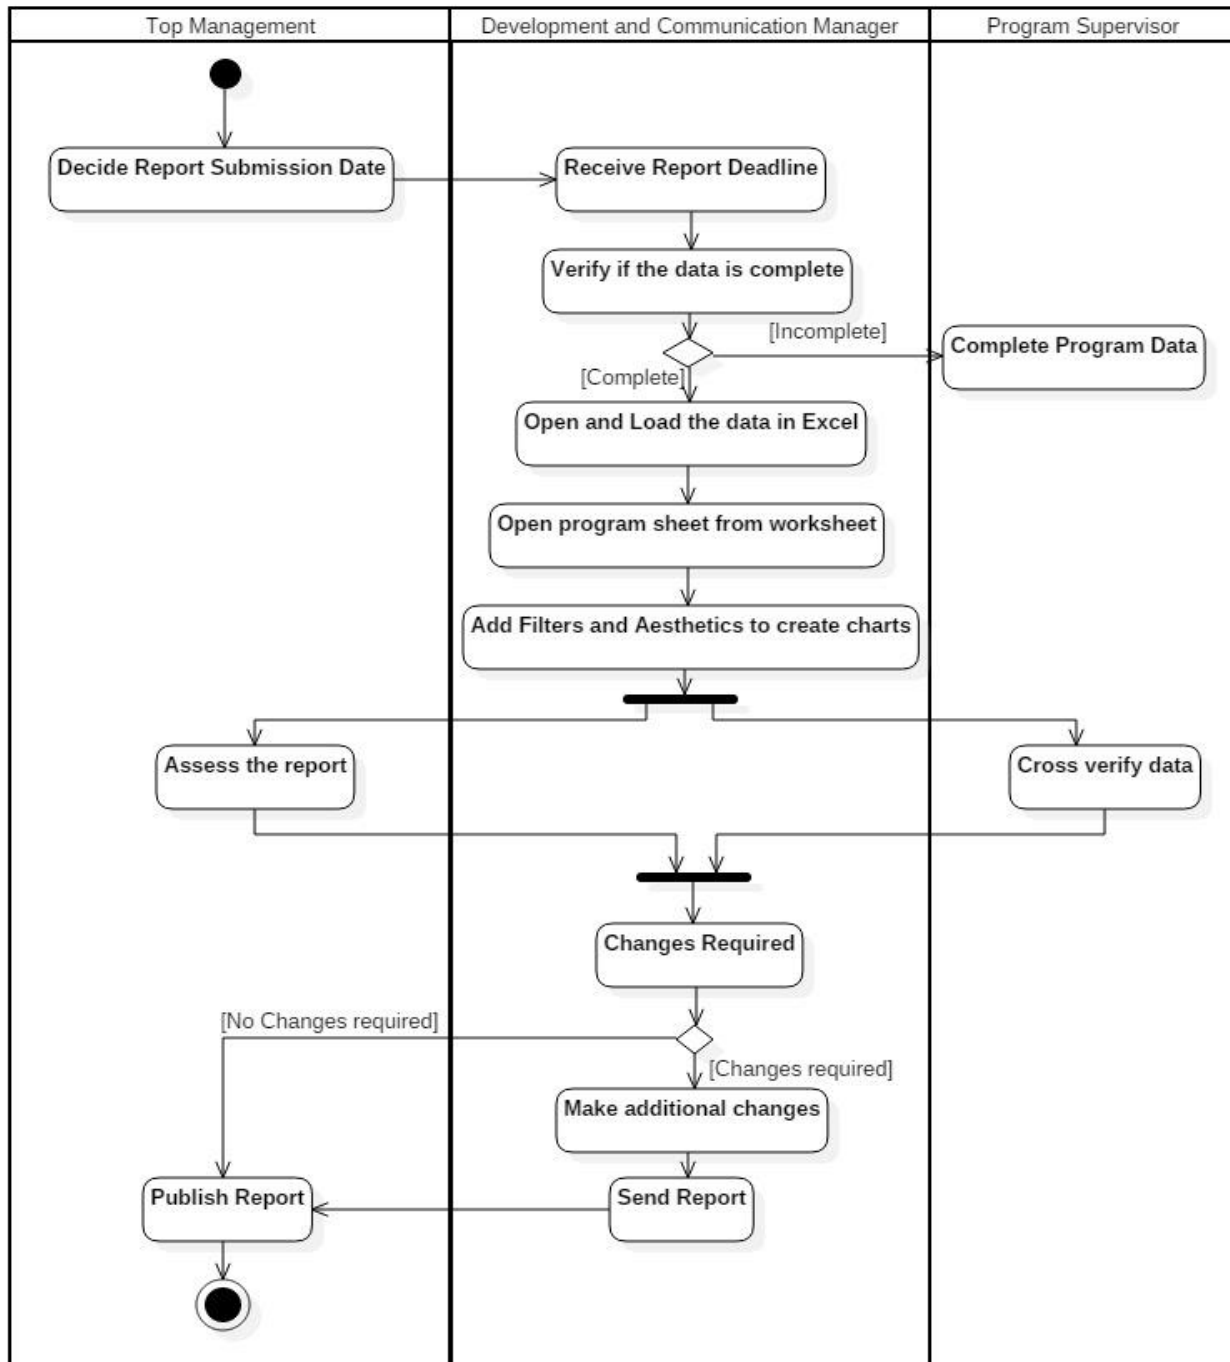 Top Management
Development and Communication Manager
Program Supervisor
Decide Report Submission Date
Receive Report Deadline
Verify if the data is complete
[Incomplete]
Complete Program Data
[Complete]
Open and Load the data in Excel
Open program sheet from worksheet
Add Filters and Aesthetics to create charts
Assess the report
Cross verify data
Changes Required
[No Changes required]
[Changes required]
Make additional changes
Publish Report
Send Report